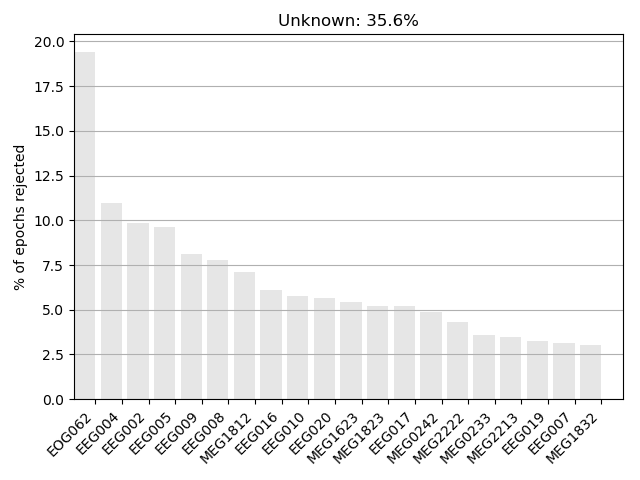 Unknown: 35.6%
% of epochs rejected
20.0
17.5
15.0
12.5
10.0
7.5
5.0
2.5
0.0
EOG062
EEG004
EEG002
EEG005
EEG009
EEG008
MEG1812
EEG016
EEG010
EEG020
MEG1623
MEG1823
EEG017
MEG0242
MEG2222
MEG0233
MEG2213
EEG019
EEG007
MEG1832